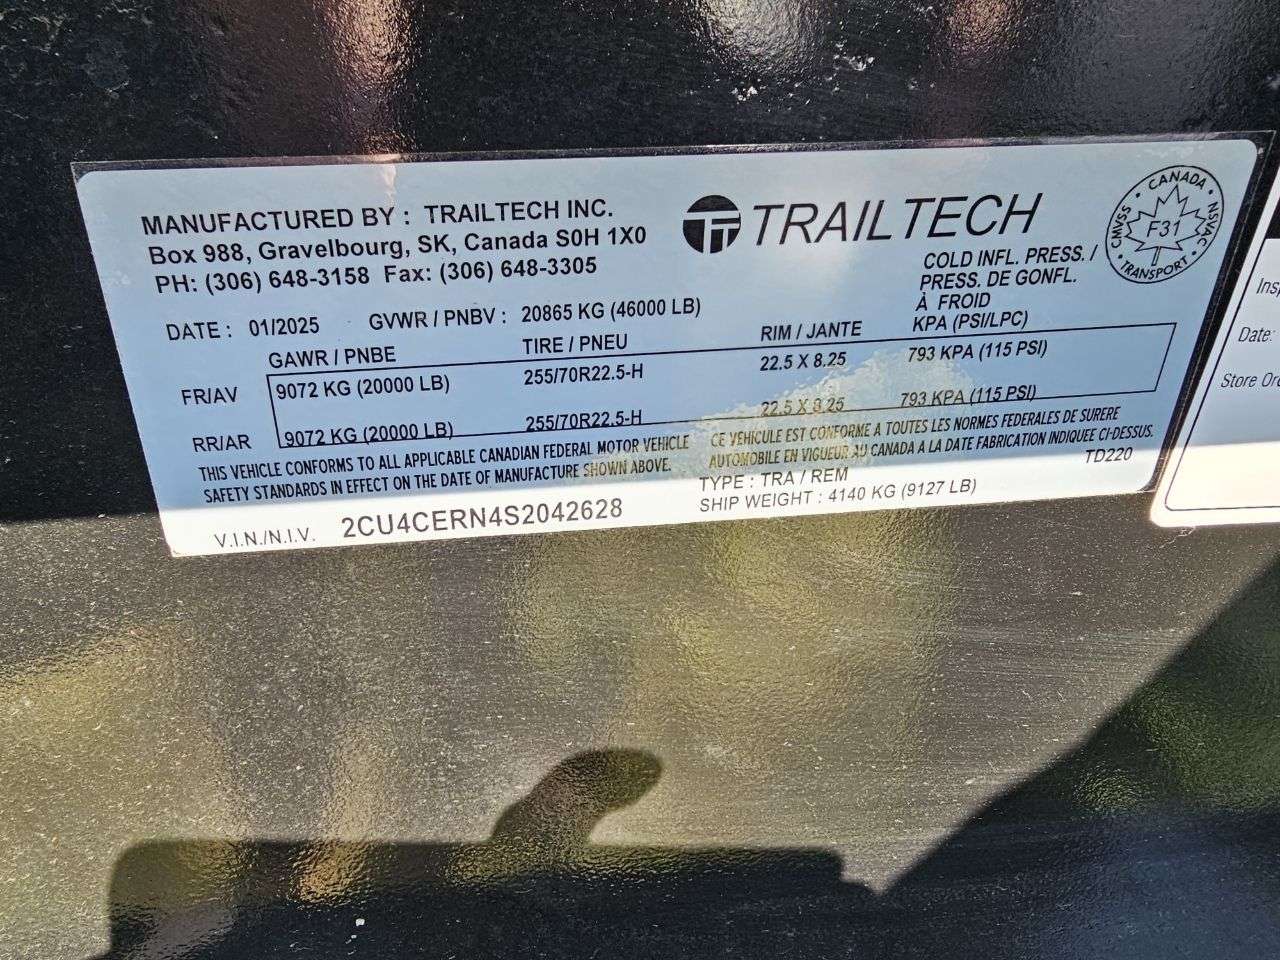 MANUFACTURED BY : TRAILTECH INC.
Box 988, Gravelbourg, SK, Canada S0H 1X0
PH: (306) 648-3158 Fax: (306) 648-3305
TRAILTECH
CANADA
CMVSS
NSVAC
F31
TRANSPORT
COLD INFL. PRESS. /
PRESS. DE GONFL.
À FROID
KPA (PSI/LPC)
DATE : 01/2025 GVWR / PNBV : 20865 KG (46000 LB)
GAWR / PNBE TIRE / PNEU RIM / JANTE
FR/AV 9072 KG (20000 LB) 255/70R22.5-H 22.5 X 8.25 793 KPA (115 PSI)
RR/AR 9072 KG (20000 LB) 255/70R22.5-H 22.5 X 8.25 793 KPA (115 PSI)
THIS VEHICLE CONFORMS TO ALL APPLICABLE CANADIAN FEDERAL MOTOR VEHICLE
SAFETY STANDARDS IN EFFECT ON THE DATE OF MANUFACTURE SHOWN ABOVE.
CE VEHICULE EST CONFORME A TOUTES LES NORMES FEDERALES DE SURERE
AUTOMOBILE EN VIGUEUR AU CANADA A LA DATE FABRICATION INDIQUEE CI-DESSUS.
TYPE : TRA / REM TD220
SHIP WEIGHT : 4140 KG (9127 LB)
V.I.N./N.I.V. 2CU4CERN4S2042628
Date:
Store